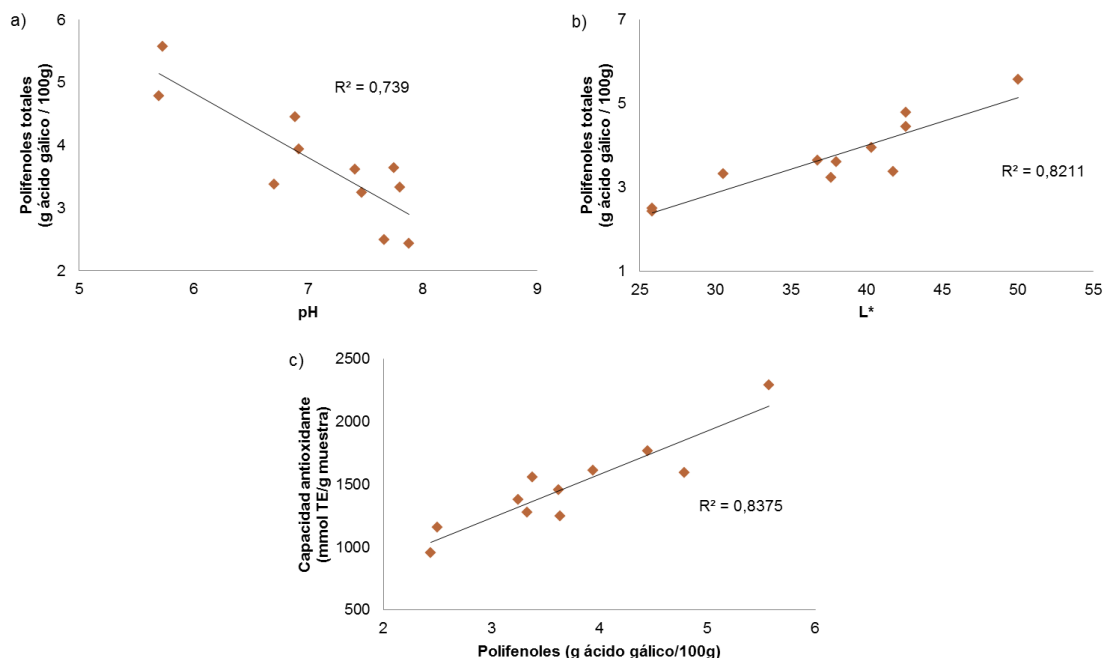 a)
Polifenoles totales
(g ácido gálico / 100g)
6
5
4
3
2
R² = 0,739
5 6 7 8 9
pH
b)
Polifenoles totales
(g ácido gálico / 100g)
7
5
3
1
R² = 0,8211
25 30 35 40 45 50 55
L*
c)
Capacidad antioxidante
(mmol TE/g muestra)
2500
2000
1500
1000
500
R² = 0,8375
2 3 4 5 6
Polifenoles (g ácido gálico/100g)